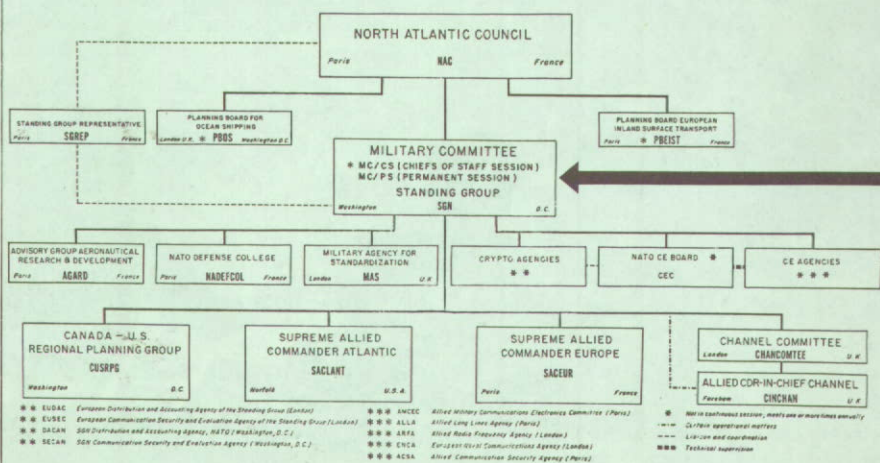 NORTH ATLANTIC COUNCIL
Paris NAC France
STANDING GROUP REPRESENTATIVE
Paris SGREP France
PLANNING BOARD FOR
OCEAN SHIPPING
London U.K. * PBOS Washington D.C.
PLANNING BOARD EUROPEAN
INLAND SURFACE TRANSPORT
Paris * PBEIST France
MILITARY COMMITTEE
* MC/CS (CHIEFS OF STAFF SESSION)
MC/PS (PERMANENT SESSION)
STANDING GROUP
Washington SGN D.C.
ADVISORY GROUP AERONAUTICAL
RESEARCH & DEVELOPMENT
Paris AGARD France
NATO DEFENSE COLLEGE
Paris NADEFCOL France
MILITARY AGENCY FOR
STANDARDIZATION
London MAS U.K.
CRYPTO AGENCIES
* *
NATO CE BOARD *
CEC
CE AGENCIES
* * *
CANADA - U.S.
REGIONAL PLANNING GROUP
CUSRPG
Washington D.C.
SUPREME ALLIED
COMMANDER ATLANTIC
SACLANT
Norfolk U.S.A.
SUPREME ALLIED
COMMANDER EUROPE
SACEUR
Paris France
CHANNEL COMMITTEE
London CHANCOMTEE U.K.
ALLIED CDR-IN-CHIEF CHANNEL
Fareham CINCHAN U.K.
* * EUDAC European Distribution and Accounting Agency of the Standing Group (London)
* * EUSEC European Communication Security and Evaluation Agency of the Standing Group (London)
* * DACAN SGN Distribution and Accounting Agency, NATO (Washington, D.C.)
* * SECAN SGN Communication Security and Evaluation Agency (Washington, D.C.)
* * * AMCEC Allied Military Communications Electronics Committee (Paris)
* * * ALLA Allied Long Lines Agency (Paris)
* * * ARFA Allied Radio Frequency Agency (London)
* * * ENCA European Naval Communications Agency (London)
* * * ACSA Allied Communication Security Agency (Paris)
* Not in continuous session, meets one or more times annually
Certain operational matters
Liaison and coordination
Technical supervision